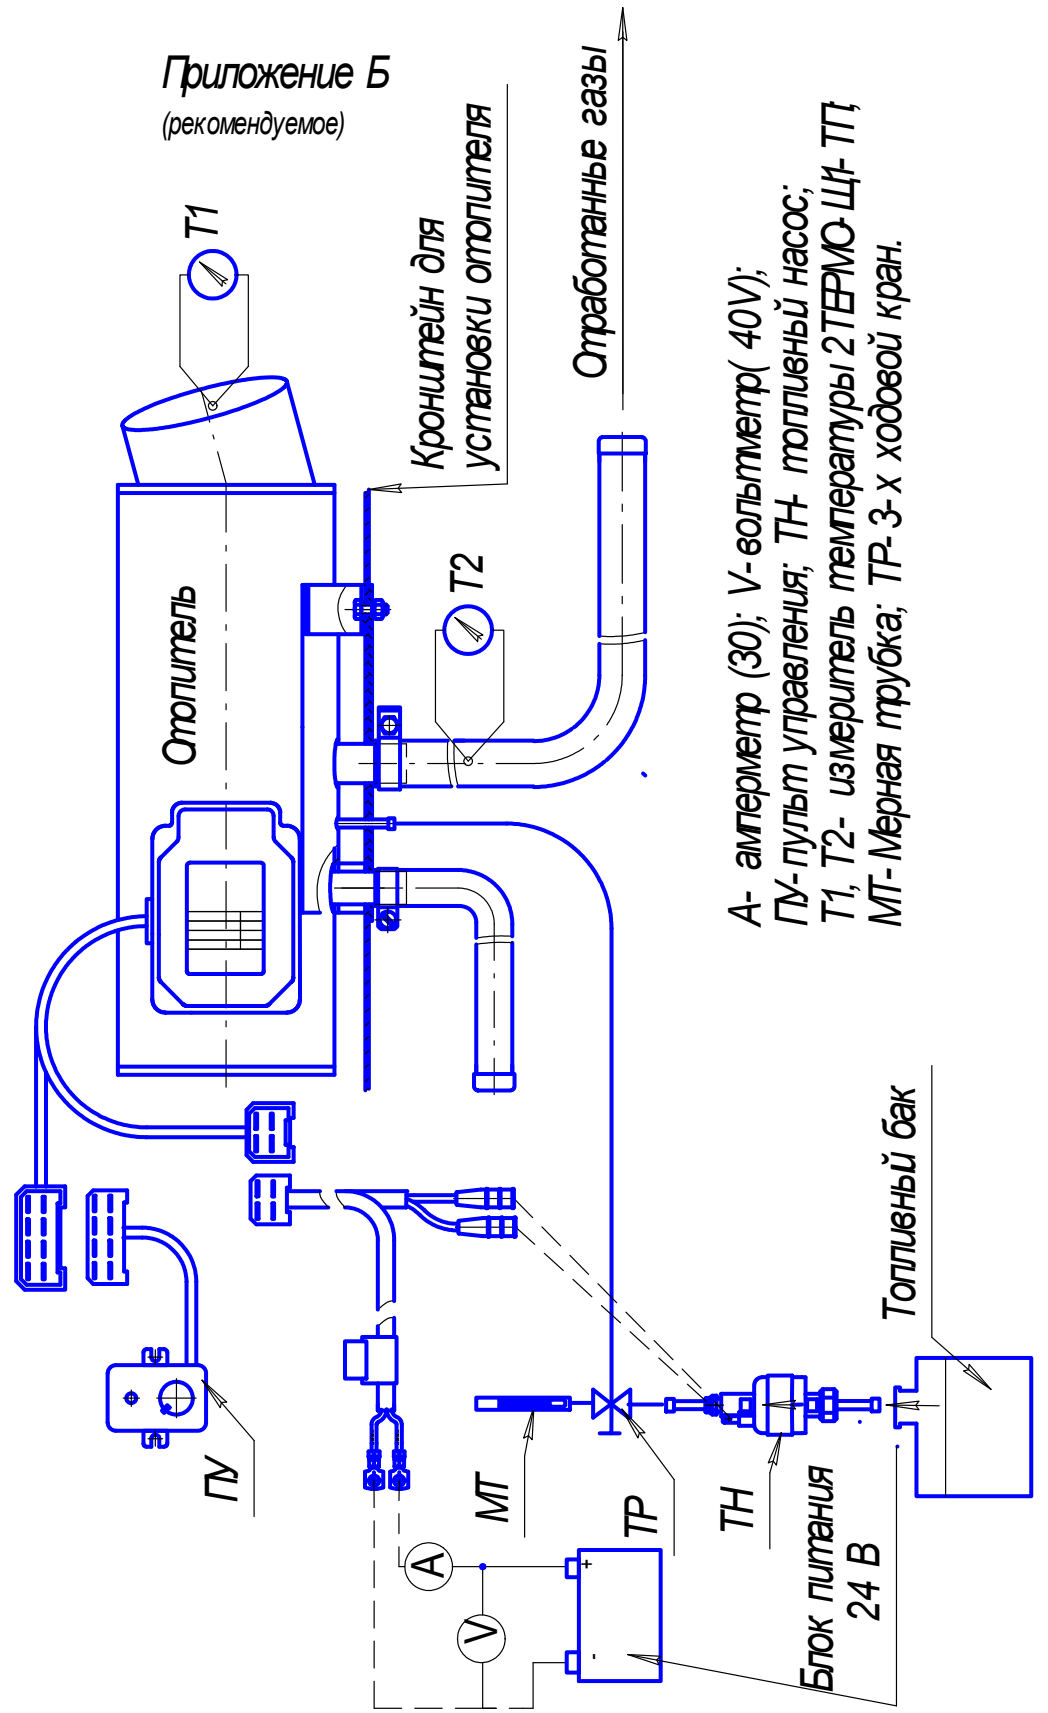 Приложение Б
(рекомендуемое)
Т1
Кронштейн для
установки отопителя
Отработанные газы
Отопитель
Т2
ПУ
МТ
ТР
ТН
Топливный бак
Блок питания
24 В
A
V
+
-
А- амперметр (30); V- вольтметр( 40V);
ПУ- пульт управления; ТН- топливный насос;
Т1, Т2- измеритель температуры 2ТЕРМО-Щ1-ТП;
МТ- Мерная трубка; ТР- 3- х ходовой кран.